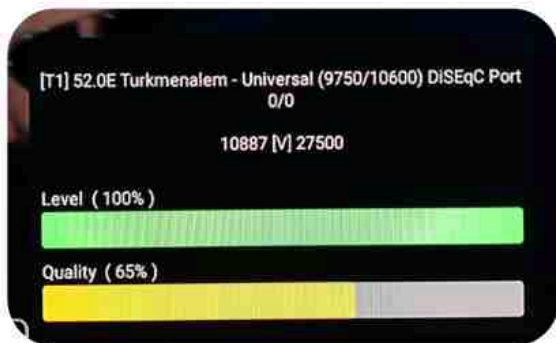 [T1] 52.0E Turkmenalem - Universal (9750/10600) DiSEqC Port
0/0
10887 [V] 27500
Level ( 100% )
Quality ( 65% )